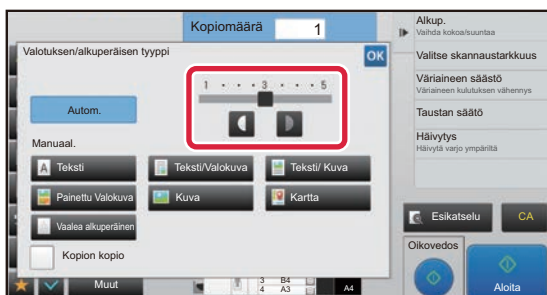 Kopiomäärä 1
Valotuksen/alkuperäisen tyyppi
OK
1 3 5
Autom.
Manuaal.
Teksti
Teksti/Valokuva
Teksti/ Kuva
Painettu Valokuva
Kuva
Kartta
Vaalea alkuperäinen
Kopion kopio
Muut
3 B4
4 A3
A4
Alkup.
Vaihda kokoa/suuntaa
Valitse skannaustarkkuus
Väriaineen säästö
Väriaineen kulutuksen vähennys
Taustan säätö
Häivytys
Häivytä varjo ympäriltä
Esikatselu
CA
Oikovedos
Aloita